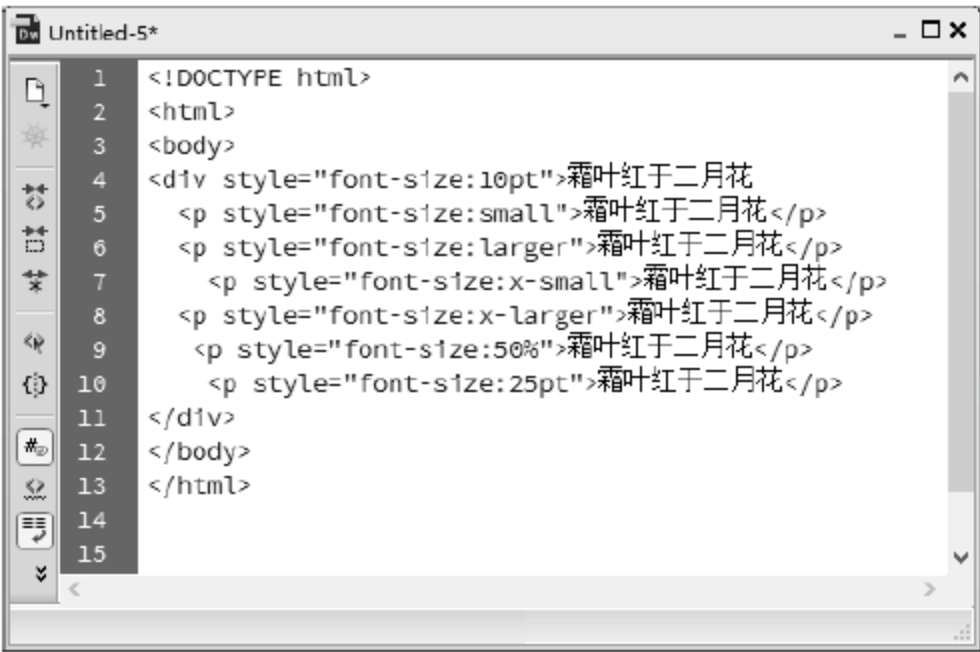 Dw Untitled-5*
1 <!DOCTYPE html>
2 <html>
3 <body>
4 <div style="font-size:10pt">霜叶红于二月花
5 <p style="font-size:small">霜叶红于二月花</p>
6 <p style="font-size:larger">霜叶红于二月花</p>
7 <p style="font-size:x-small">霜叶红于二月花</p>
8 <p style="font-size:x-larger">霜叶红于二月花</p>
9 <p style="font-size:50%">霜叶红于二月花</p>
10 <p style="font-size:25pt">霜叶红于二月花</p>
11 </div>
12 </body>
13 </html>
14
15